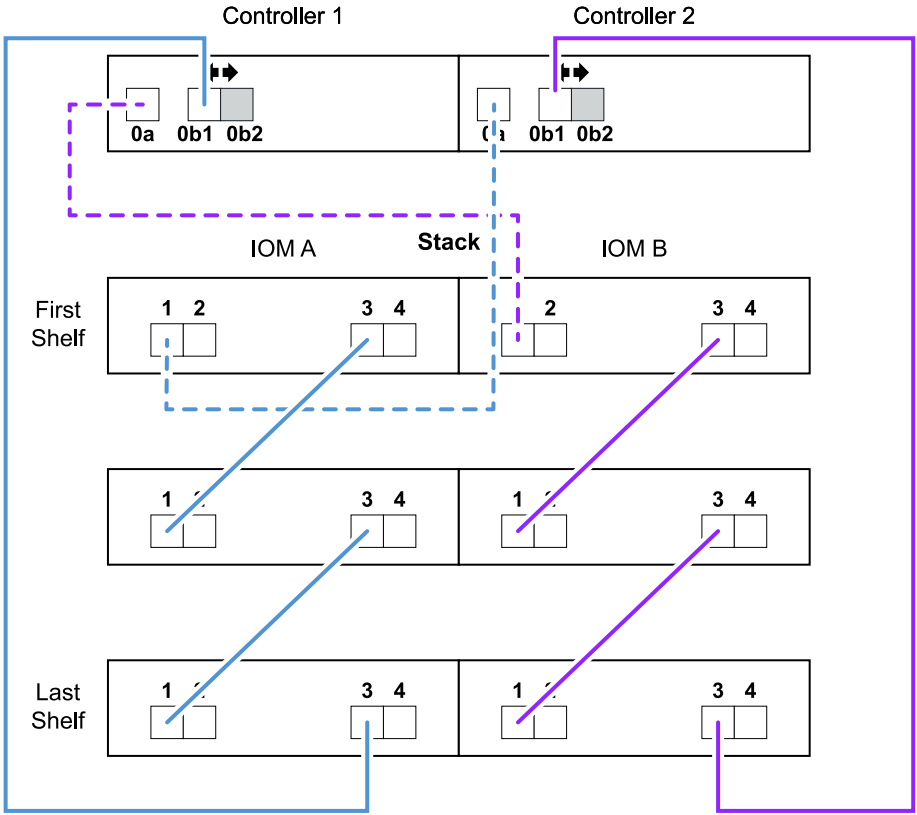 Controller 1 Controller 2
0a 0b1 0b2 0a 0b1 0b2
Stack
IOM A IOM B
First
Shelf
1 2 3 4 2 3 4
1 3 4 1 3 4
Last
Shelf
1 3 4 1 3 4